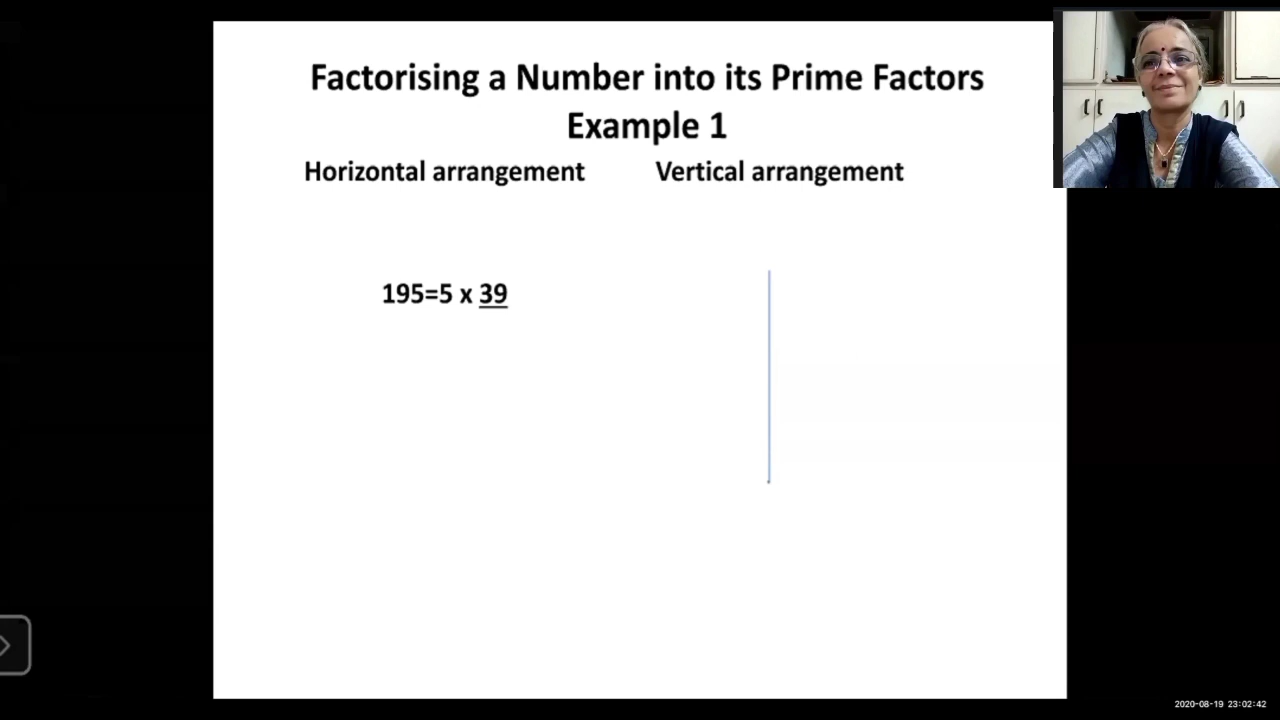 Factorising a Number into its Prime Factors
Example 1
Horizontal arrangement Vertical arrangement
195=5 x 39
2020-08-19 23:02:42